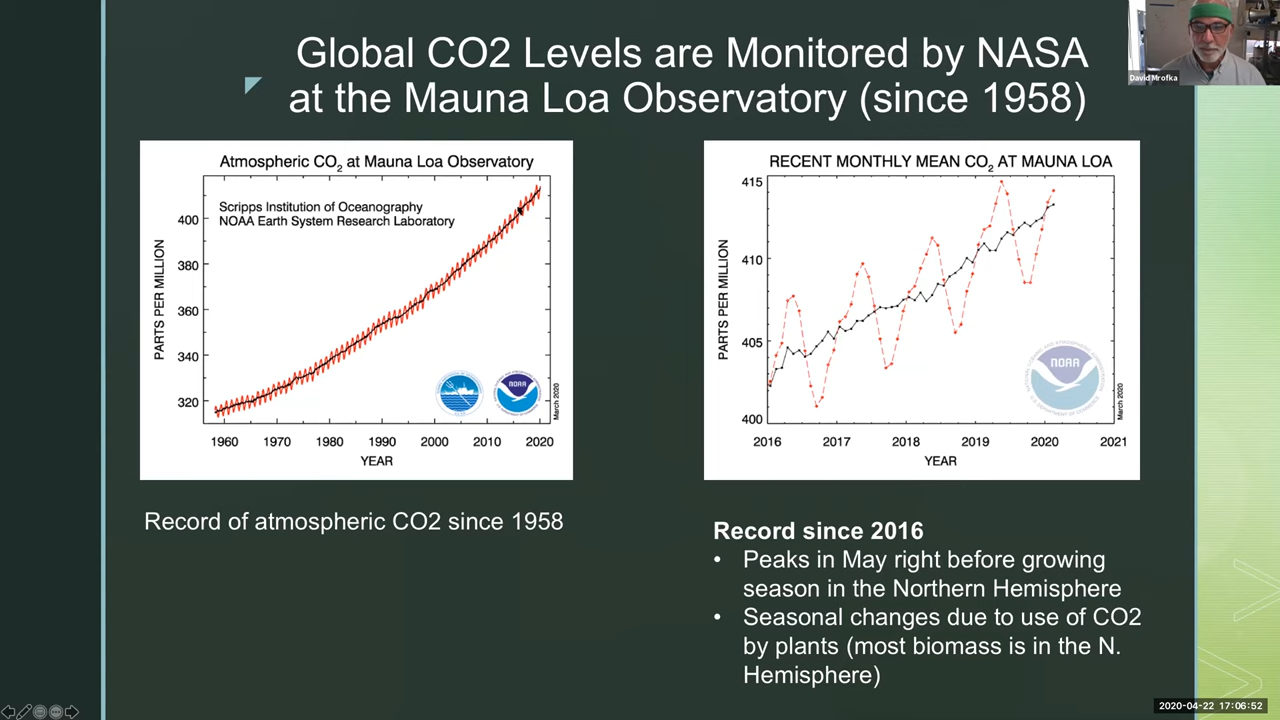 Global CO2 Levels are Monitored by NASA
at the Mauna Loa Observatory (since 1958)
David Mrofka
Atmospheric CO2 at Mauna Loa Observatory
Scripps Institution of Oceanography
NOAA Earth System Research Laboratory
PARTS PER MILLION
400
380
360
340
320
NOAA
March 2020
1960 1970 1980 1990 2000 2010 2020
YEAR
Record of atmospheric CO2 since 1958
RECENT MONTHLY MEAN CO2 AT MAUNA LOA
PARTS PER MILLION
415
410
405
400
NOAA
March 2020
2016 2017 2018 2019 2020 2021
YEAR
Record since 2016
• Peaks in May right before growing
season in the Northern Hemisphere
• Seasonal changes due to use of CO2
by plants (most biomass is in the N.
Hemisphere)
2020-04-22 17:06:52